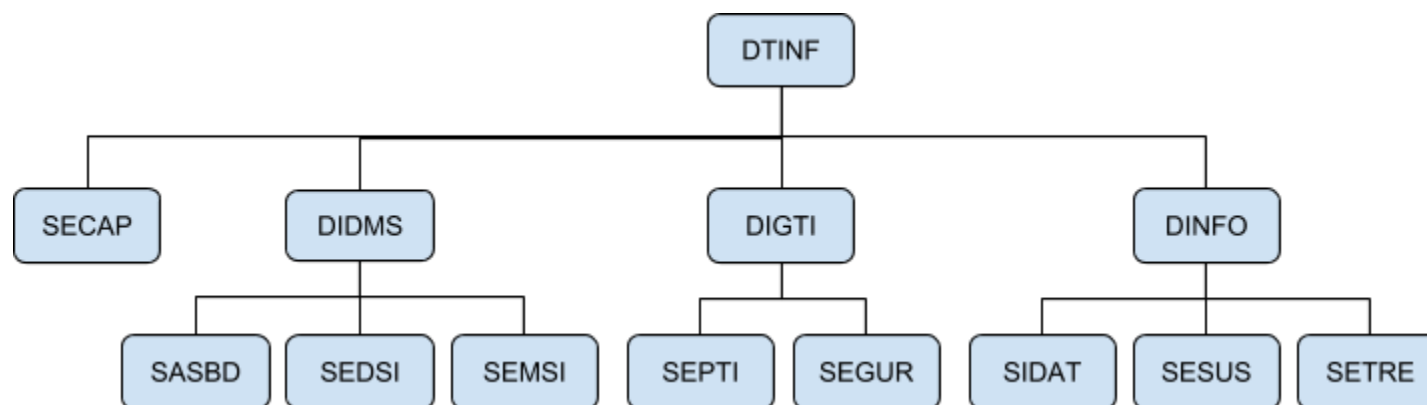 DTINF
SECAP DIDMS DIGTI DINFO
SASBD SEDSI SEMSI SEPTI SEGUR SIDAT SESUS SETRE